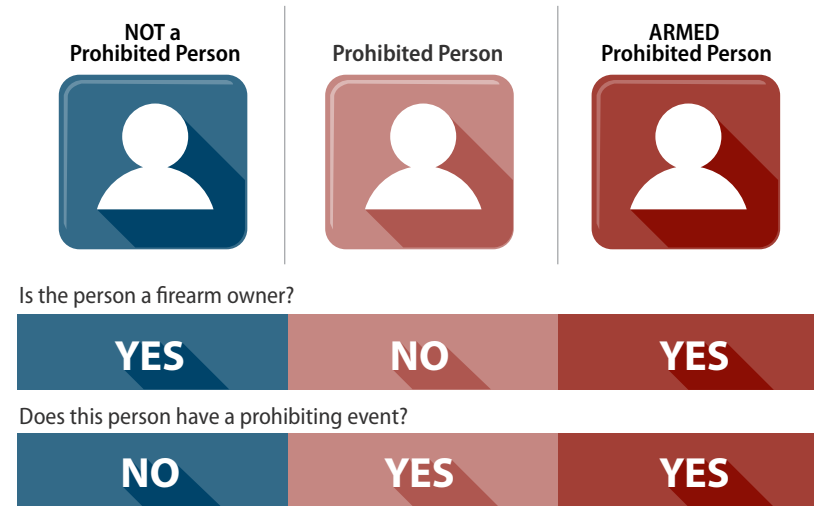 NOT a
Prohibited Person
Prohibited Person
ARMED
Prohibited Person
Is the person a firearm owner?
YES
NO
YES
Does this person have a prohibiting event?
NO
YES
YES